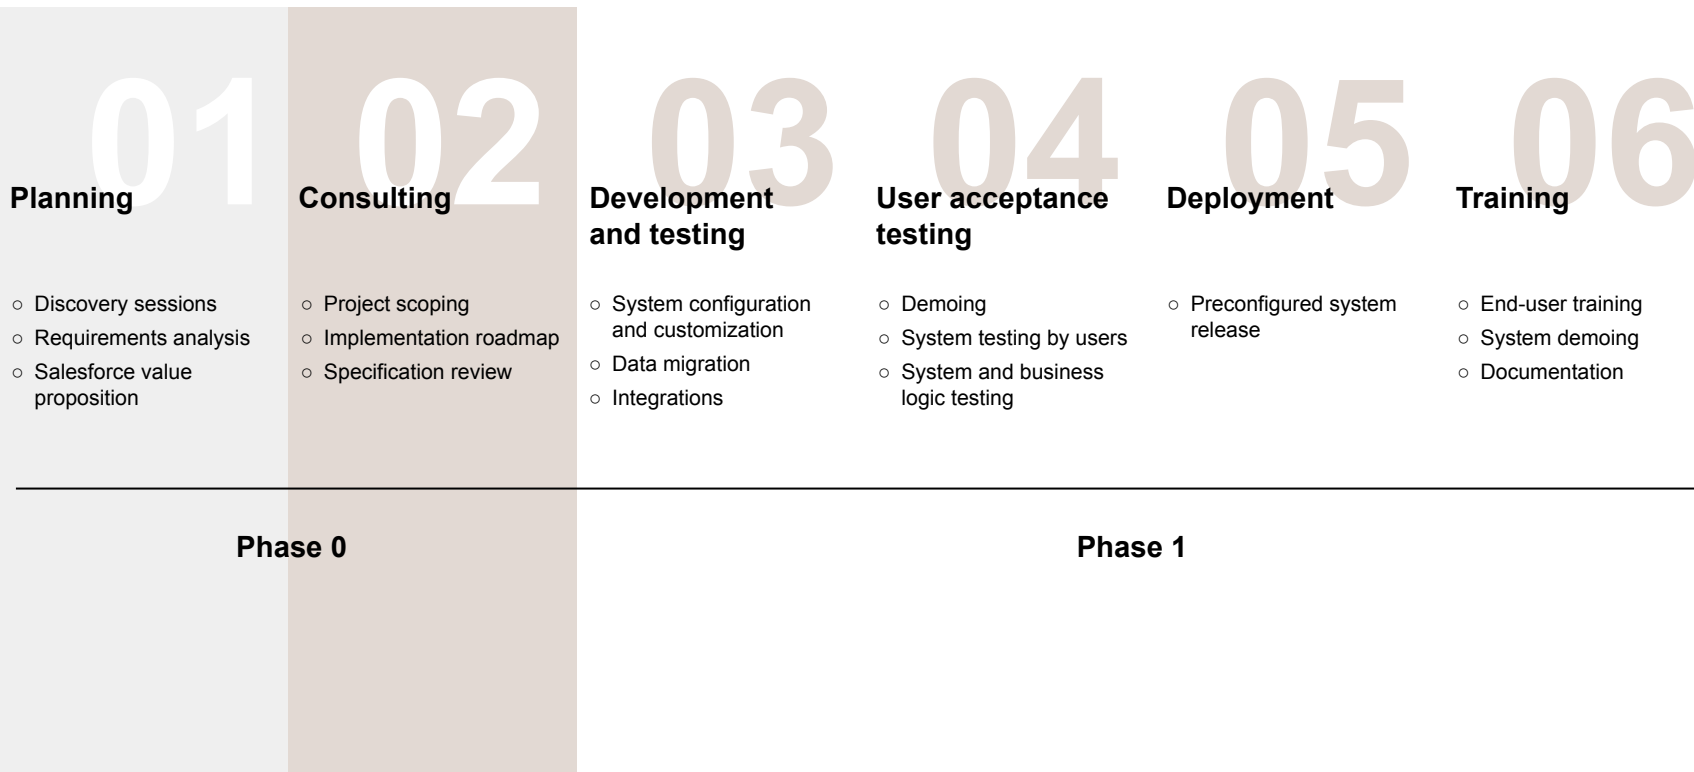 01
Planning
○ Discovery sessions
○ Requirements analysis
○ Salesforce value
proposition
02
Consulting
○ Project scoping
○ Implementation roadmap
○ Specification review
03
Development
and testing
○ System configuration
and customization
○ Data migration
○ Integrations
04
User acceptance
testing
○ Demoing
○ System testing by users
○ System and business
logic testing
05
Deployment
○ Preconfigured system
release
06
Training
○ End-user training
○ System demoing
○ Documentation
Phase 0
Phase 1